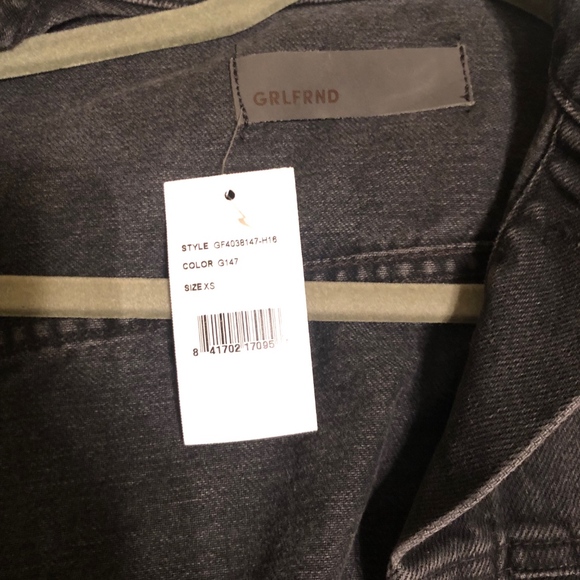 GRLFRND
STYLE GF4038147-H16
COLOR G147
SIZE XS
8 41702 17095